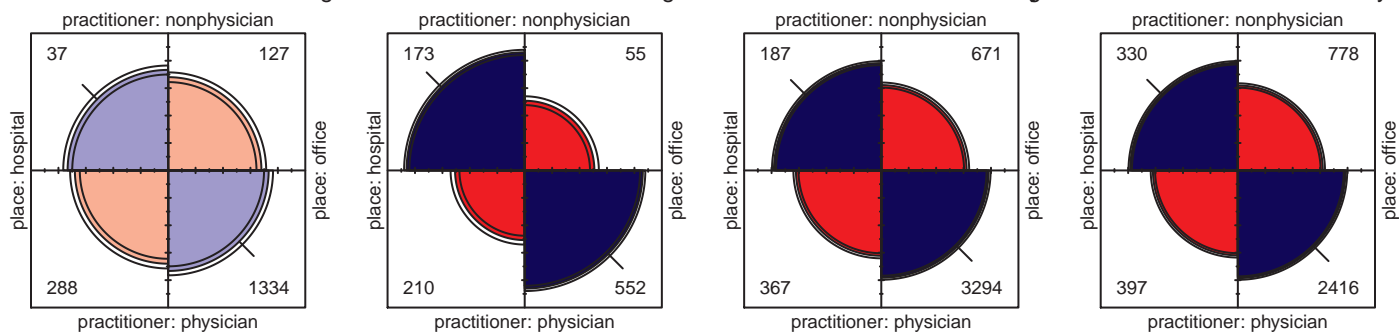 practitioner: nonphysician practitioner: nonphysician practitioner: nonphysician practitioner: nonphysician
37 127 173 55 187 671 330 778
place: hospital place: office place: hospital place: office place: hospital place: office place: hospital place: office
288 1334 210 552 367 3294 397 2416
practitioner: physician practitioner: physician practitioner: physician practitioner: physician